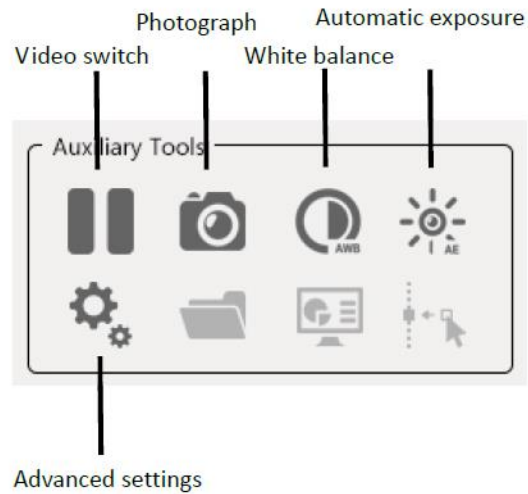 Photograph
Automatic exposure
Video switch
White balance
Auxiliary Tools
AWB
AE
Advanced settings